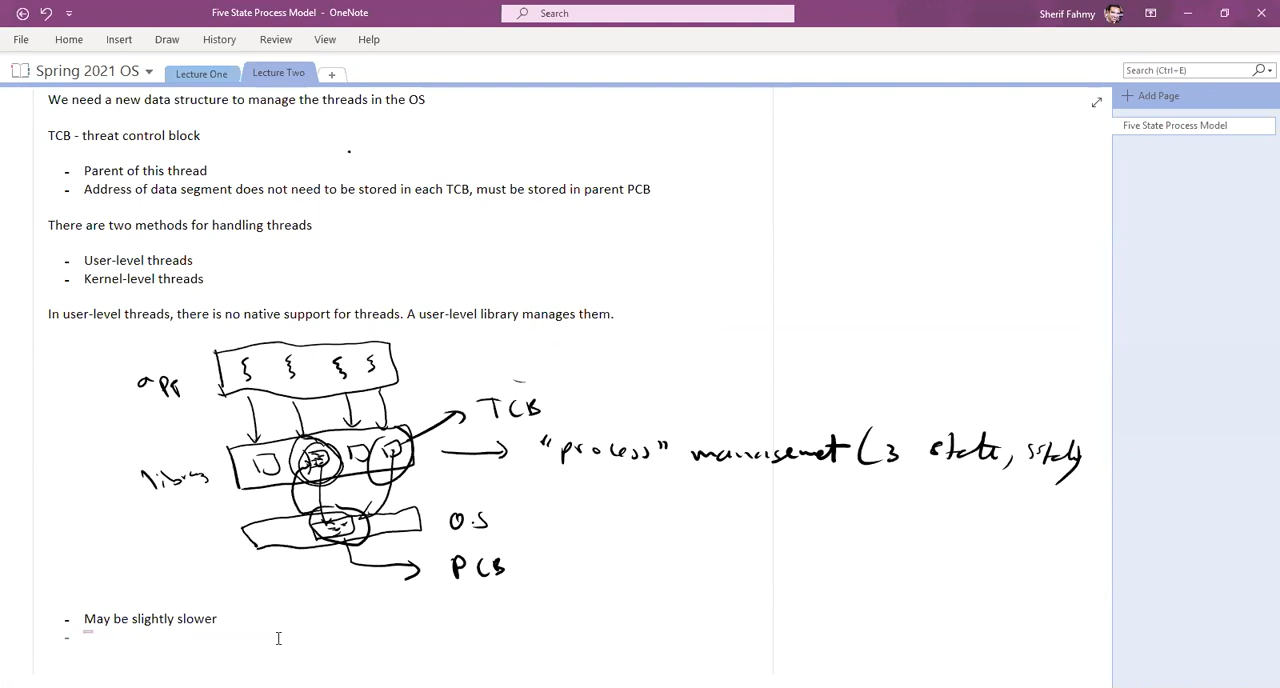 Five State Process Model - OneNote
Search
Sherif Fahmy
File Home Insert Draw History Review View Help
Spring 2021 OS
Lecture One
Lecture Two
+
Search (Ctrl+E)
Add Page
Five State Process Model
We need a new data structure to manage the threads in the OS
TCB - threat control block
- Parent of this thread
- Address of data segment does not need to be stored in each TCB, must be stored in parent PCB
There are two methods for handling threads
- User-level threads
- Kernel-level threads
In user-level threads, there is no native support for threads. A user-level library manages them.
app
TCB
library
"process" management (3 state,
O.S
PCB
- May be slightly slower
-